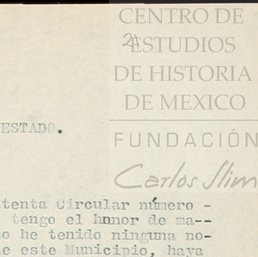 CENTRO DE
2ª ESTUDIOS
DE HISTORIA
DE MEXICO
FUNDACIÓN
Carlos Slim
ESTADO.
tenta Circular número -
tengo el honor de ma--
o he tenido ninguna no-
e este Municipio, haya